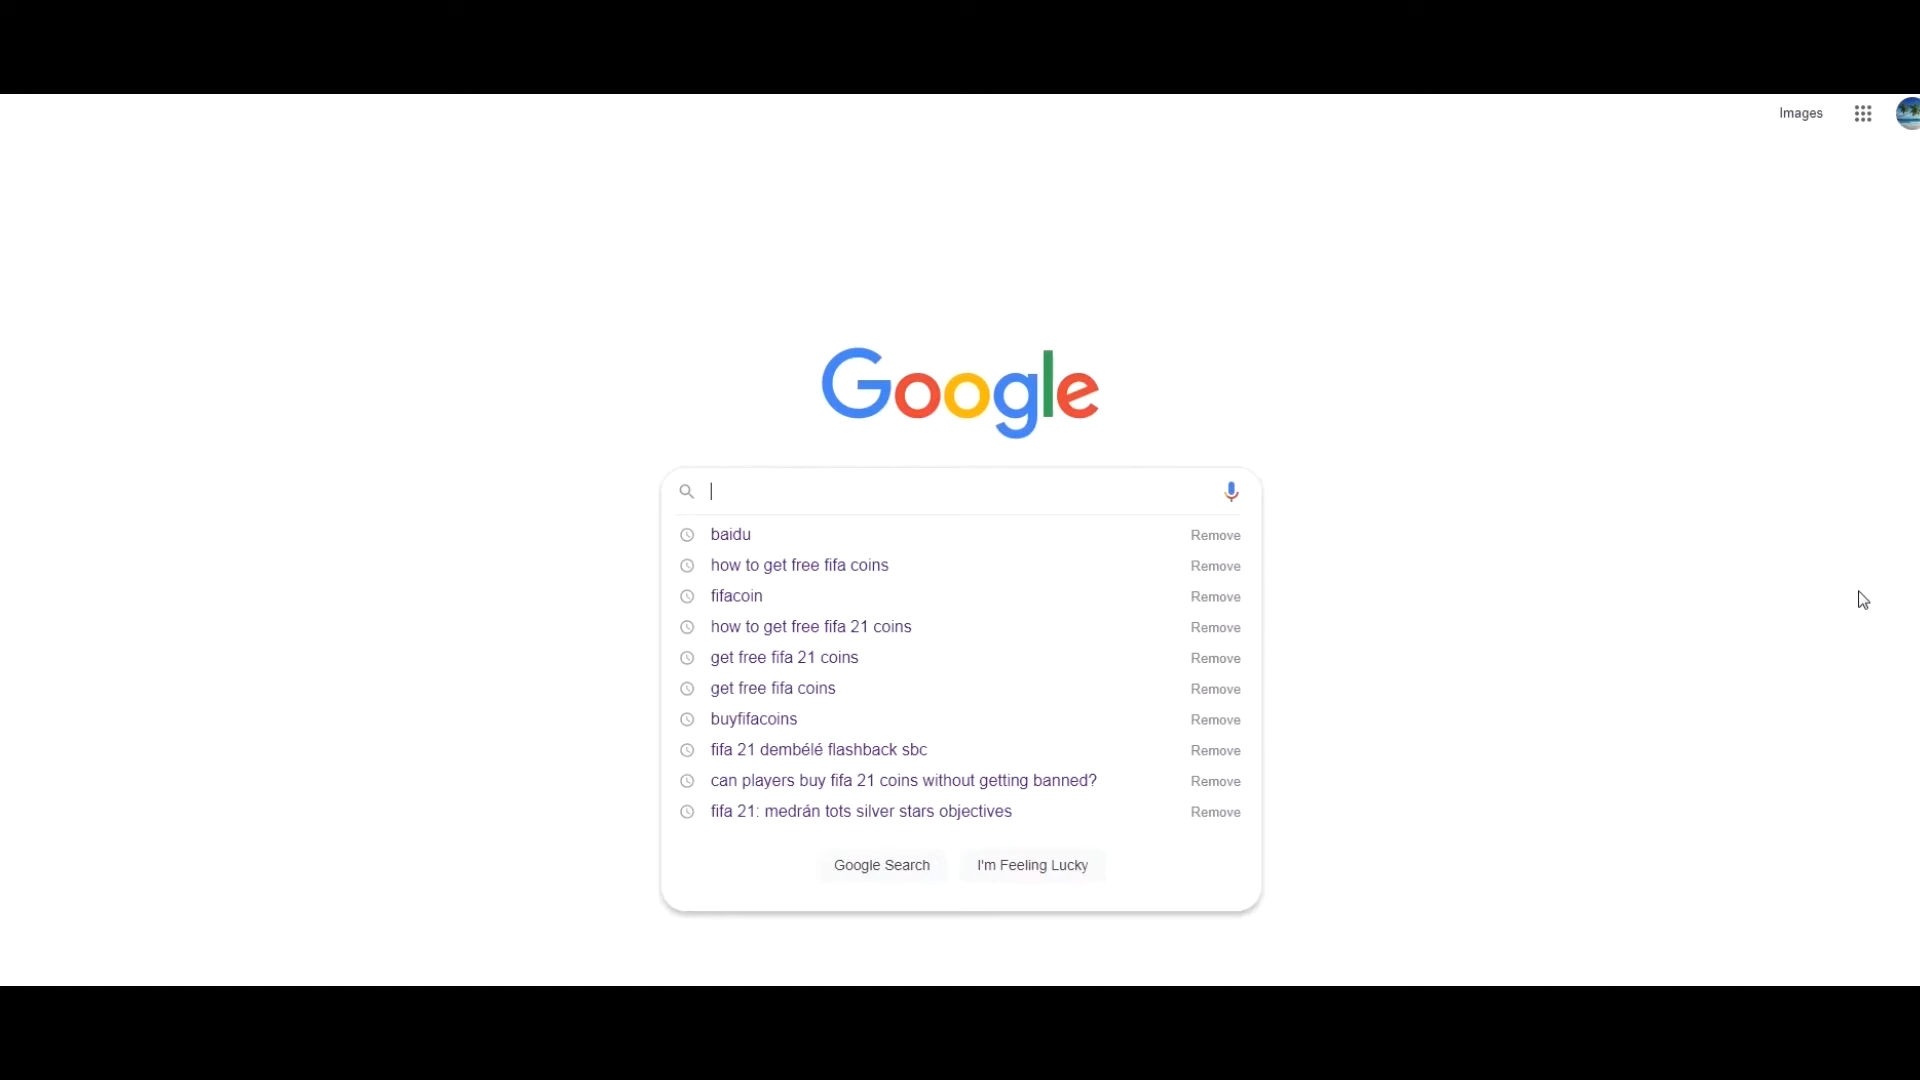 Images
Google
baidu Remove
how to get free fifa coins Remove
fifacoin Remove
how to get free fifa 21 coins Remove
get free fifa 21 coins Remove
get free fifa coins Remove
buyfifacoins Remove
fifa 21 dembélé flashback sbc Remove
can players buy fifa 21 coins without getting banned? Remove
fifa 21: medrán tots silver stars objectives Remove
Google Search I'm Feeling Lucky